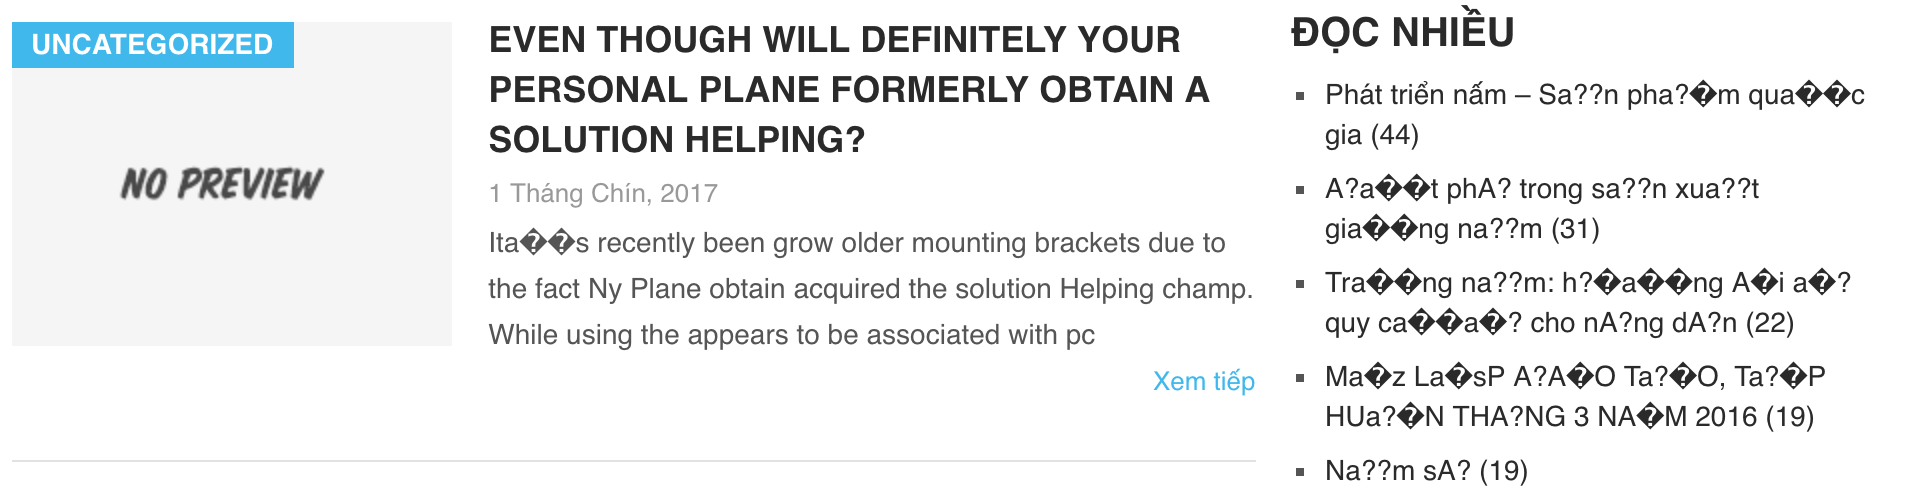 UNCATEGORIZED
NO PREVIEW
EVEN THOUGH WILL DEFINITELY YOUR
PERSONAL PLANE FORMERLY OBTAIN A
SOLUTION HELPING?
1 Tháng Chín, 2017
Ita��s recently been grow older mounting brackets due to
the fact Ny Plane obtain acquired the solution Helping champ.
While using the appears to be associated with pc
Xem tiếp
ĐỌC NHIỀU
▪ Phát triển nấm – Sa??n pha?�m qua��c
gia (44)
▪ A?a��t phA? trong sa??n xua??t
gia��ng na??m (31)
▪ Tra��ng na??m: h?�a��ng A�i a�?
quy ca��a�? cho nA?ng dA?n (22)
▪ Ma�z La�sP A?A�O Ta?�O, Ta?�P
HUa?�N THA?NG 3 NA�M 2016 (19)
▪ Na??m sA? (19)